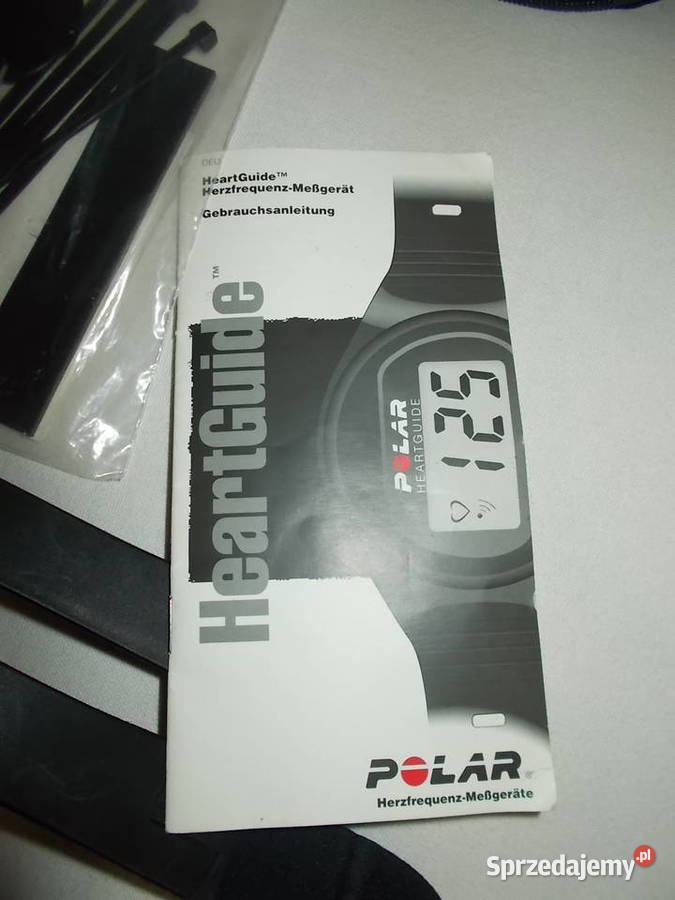 DEU
HeartGuide™
Herzfrequenz-Meßgerät
Gebrauchsanleitung
HeartGuide™
POLAR
HEARTGUIDE
125
POLAR®
Herzfrequenz-Meßgeräte
Sprzedajemy.pl